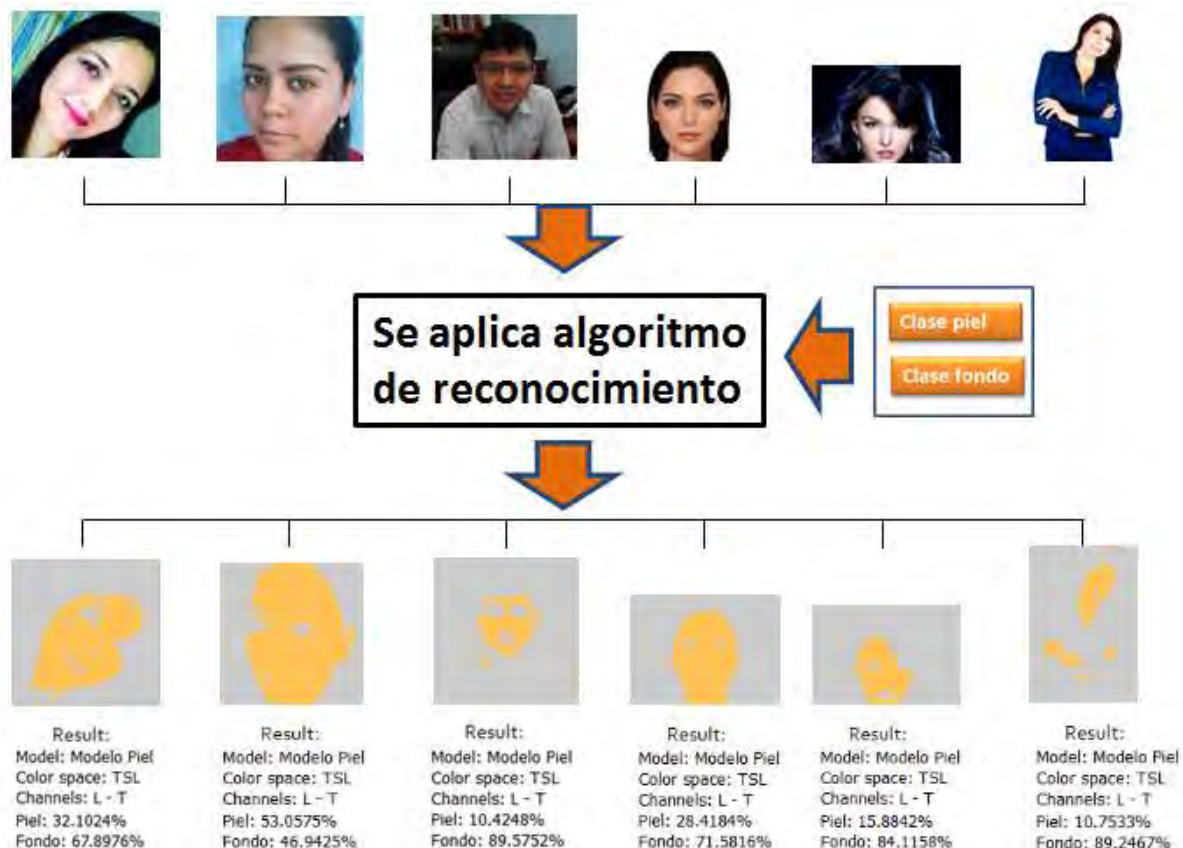 Se aplica algoritmo
de reconocimiento
Clase piel
Clase fondo
Result:
Model: Modelo Piel
Color space: TSL
Channels: L - T
Piel: 32.1024%
Fondo: 67.8976%
Result:
Model: Modelo Piel
Color space: TSL
Channels: L - T
Piel: 53.0575%
Fondo: 46.9425%
Result:
Model: Modelo Piel
Color space: TSL
Channels: L - T
Piel: 10.4248%
Fondo: 89.5752%
Result:
Model: Modelo Piel
Color space: TSL
Channels: L - T
Piel: 28.4184%
Fondo: 71.5816%
Result:
Model: Modelo Piel
Color space: TSL
Channels: L - T
Piel: 15.8842%
Fondo: 84.1158%
Result:
Model: Modelo Piel
Color space: TSL
Channels: L - T
Piel: 10.7533%
Fondo: 89.2467%